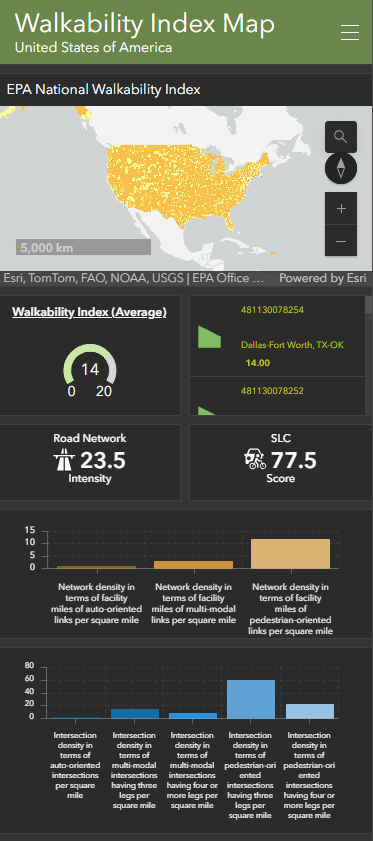 Walkability Index Map
United States of America
EPA National Walkability Index
5,000 km
Esri, TomTom, FAO, NOAA, USGS | EPA Office ... Powered by Esri
Walkability Index (Average)
14
0 20
481130078254
Dallas-Fort Worth, TX-OK
14.00
481130078252
Road Network
23.5
Intensity
SLC
77.5
Score
15
10
5
0
Network density in
terms of facility
miles of auto-oriented
links per square mile
Network density in
terms of facility
miles of multi-modal
links per square mile
Network density in
terms of facility
miles of
pedestrian-oriented
links per square mile
80
60
40
20
0
Intersection
density in
terms of
auto-oriented
intersections
per square
mile
Intersection
density in
terms of
multi-modal
intersections
having three
legs per
square mile
Intersection
density in
terms of
multi-modal
intersections
having four or
more legs per
square mile
Intersection
density in
terms of
pedestrian-ori
ented
intersections
having three
legs per
square mile
Intersection
density in
terms of
pedestrian-ori
ented
intersections
having four or
more legs per
square mile